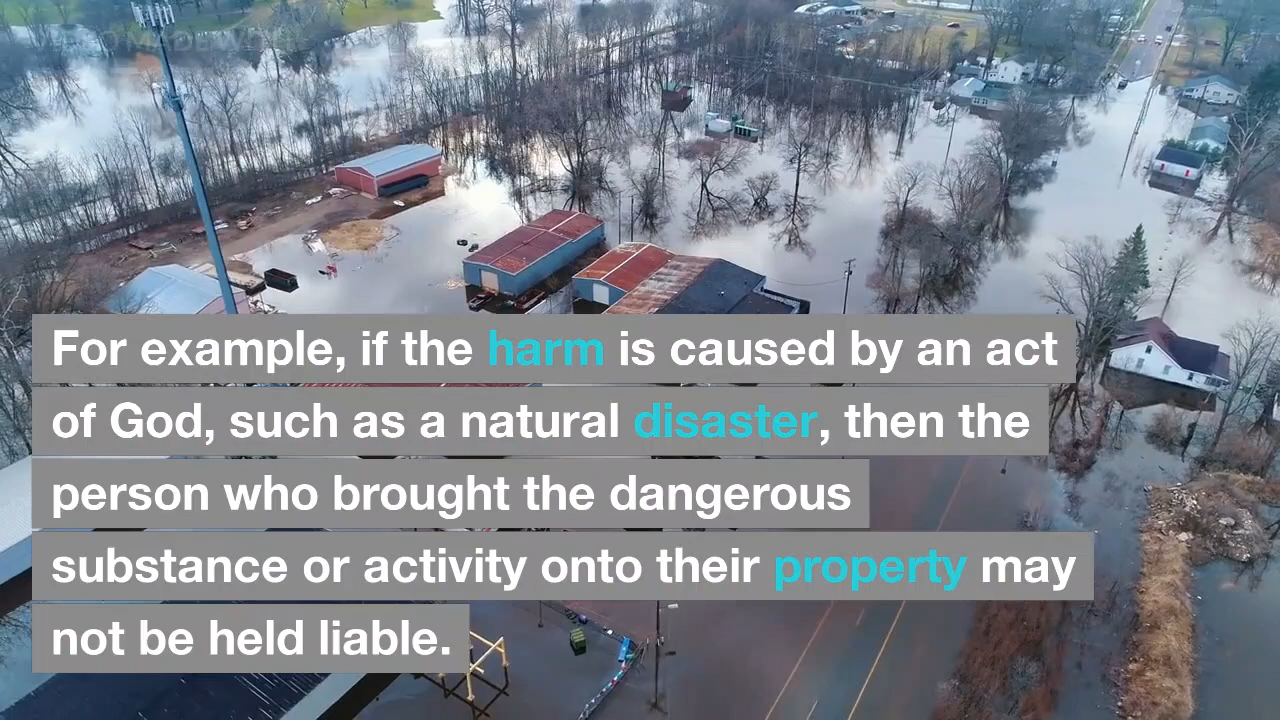 For example, if the harm is caused by an act
of God, such as a natural disaster, then the
person who brought the dangerous
substance or activity onto their property may
not be held liable.